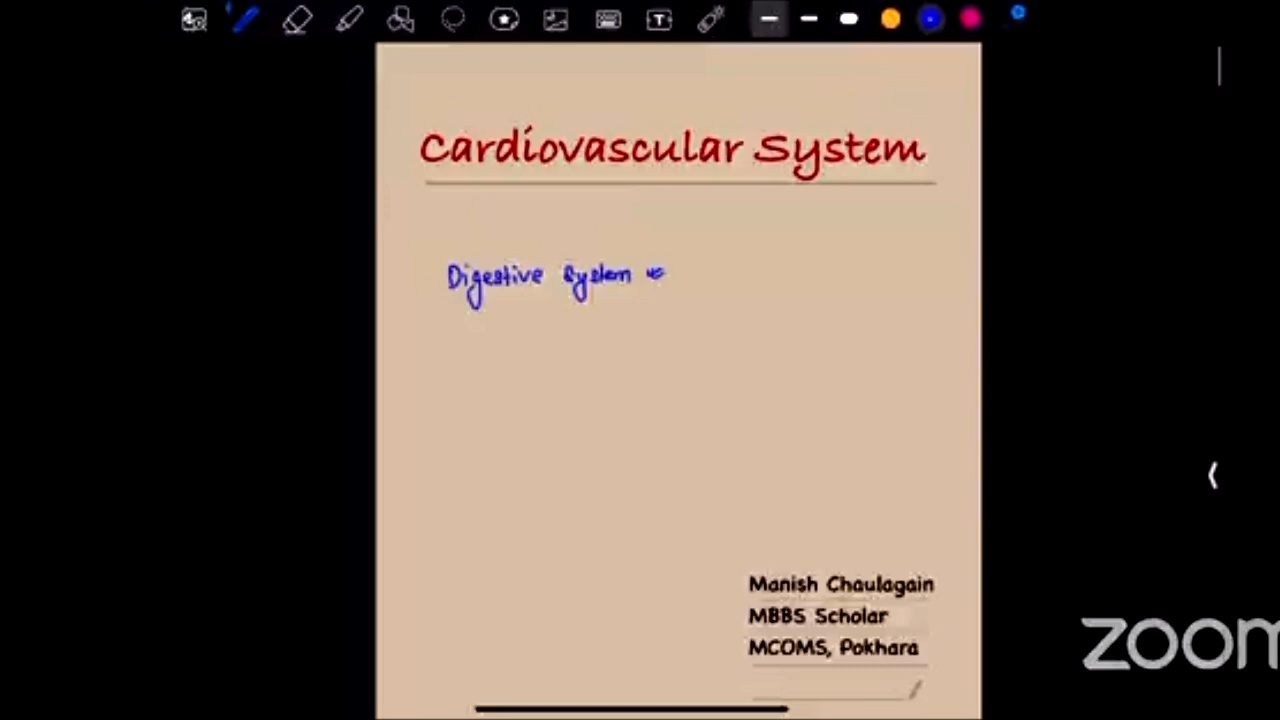 Cardiovascular System
Digestive System
Manish Chaulagain
MBBS Scholar
MCOMS, Pokhara
zoom